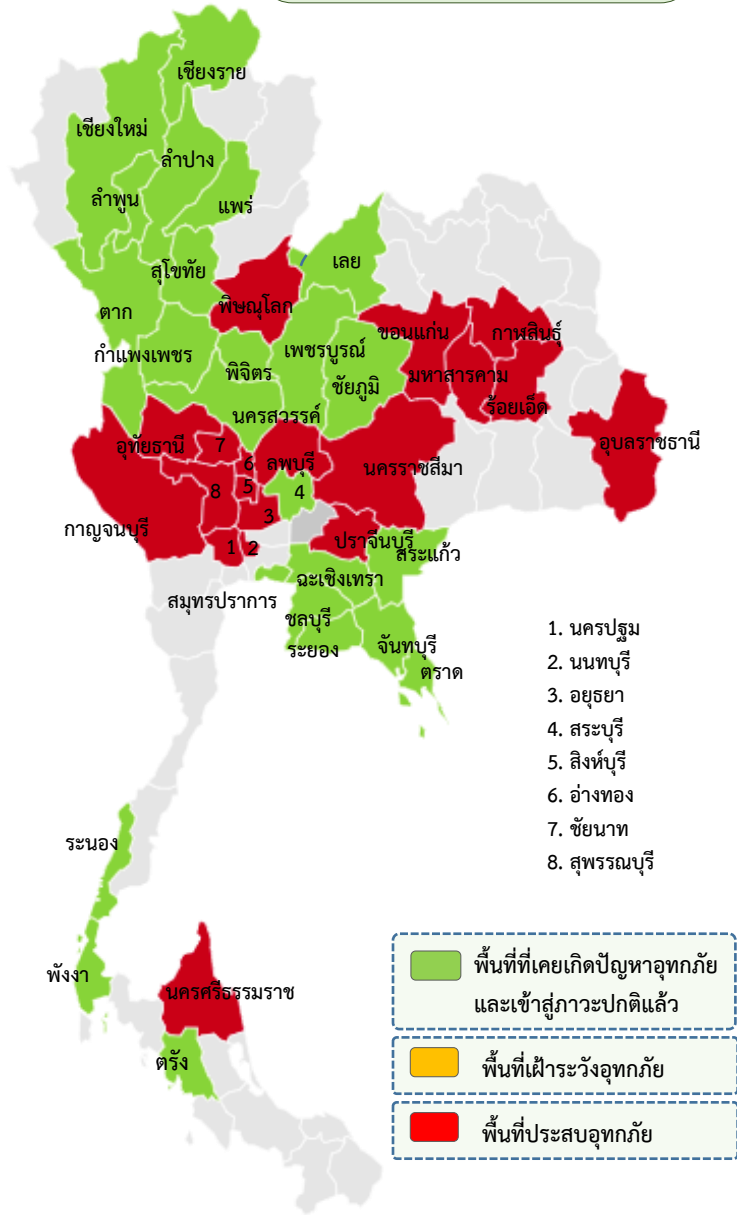 เชียงราย
เชียงใหม่
ลำปาง
ลำพูน
แพร่
สุโขทัย
เลย
ตาก
พิษณุโลก
ขอนแก่น
กาฬสินธุ์
กำแพงเพชร
เพชรบูรณ์
พิจิตร
ชัยภูมิ
มหาสารคาม
ร้อยเอ็ด
นครสวรรค์
อุทัยธานี
7
6
ลพบุรี
อุบลราชธานี
นครราชสีมา
8
5
4
3
กาญจนบุรี
1
2
ปราจีนบุรี
สระแก้ว
ฉะเชิงเทรา
สมุทรปราการ
ชลบุรี
ระยอง
จันทบุรี
ตราด
1. นครปฐม
2. นนทบุรี
3. อยุธยา
4. สระบุรี
5. สิงห์บุรี
6. อ่างทอง
7. ชัยนาท
8. สุพรรณบุรี
ระนอง
พังงา
นครศรีธรรมราช
ตรัง
พื้นที่ที่เคยเกิดปัญหาอุทกภัย
และเข้าสู่ภาวะปกติแล้ว
พื้นที่เฝ้าระวังอุทกภัย
พื้นที่ประสบอุทกภัย